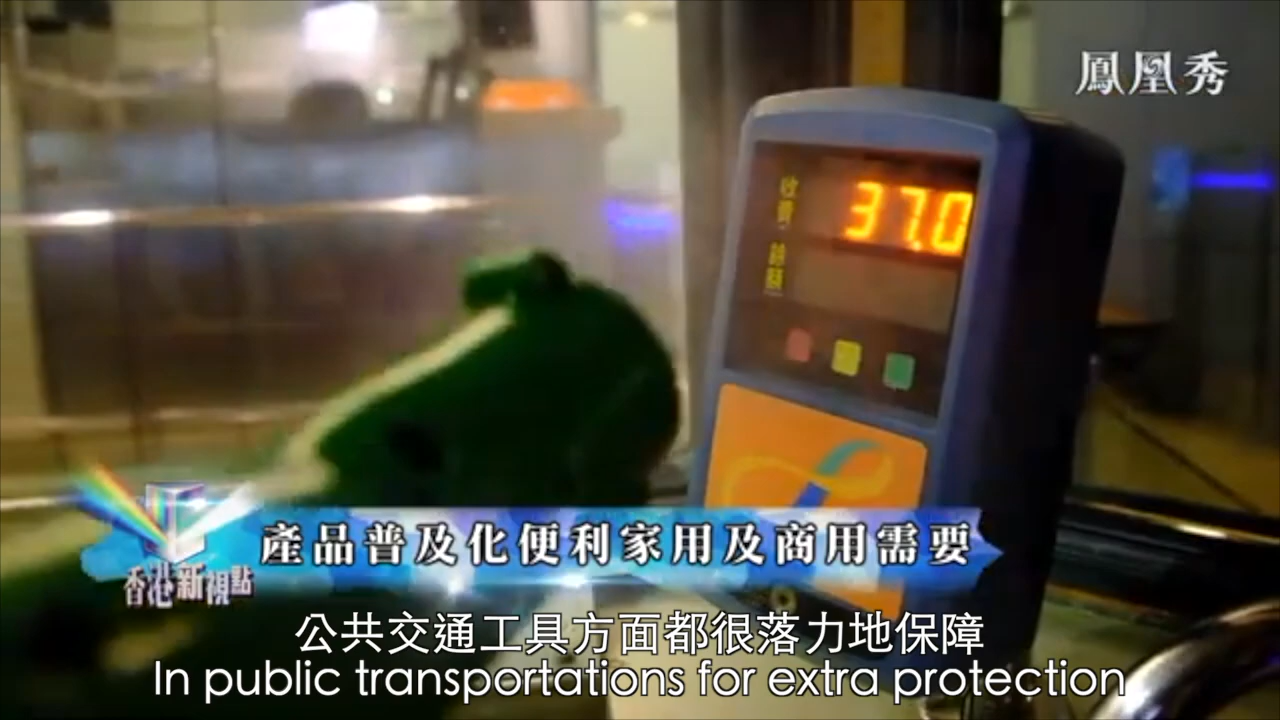 鳳凰秀
收費
餘額
37.0
產品普及化便利家用及商用需要
香港新視點
公共交通工具方面都很落力地保障
In public transportations for extra protection